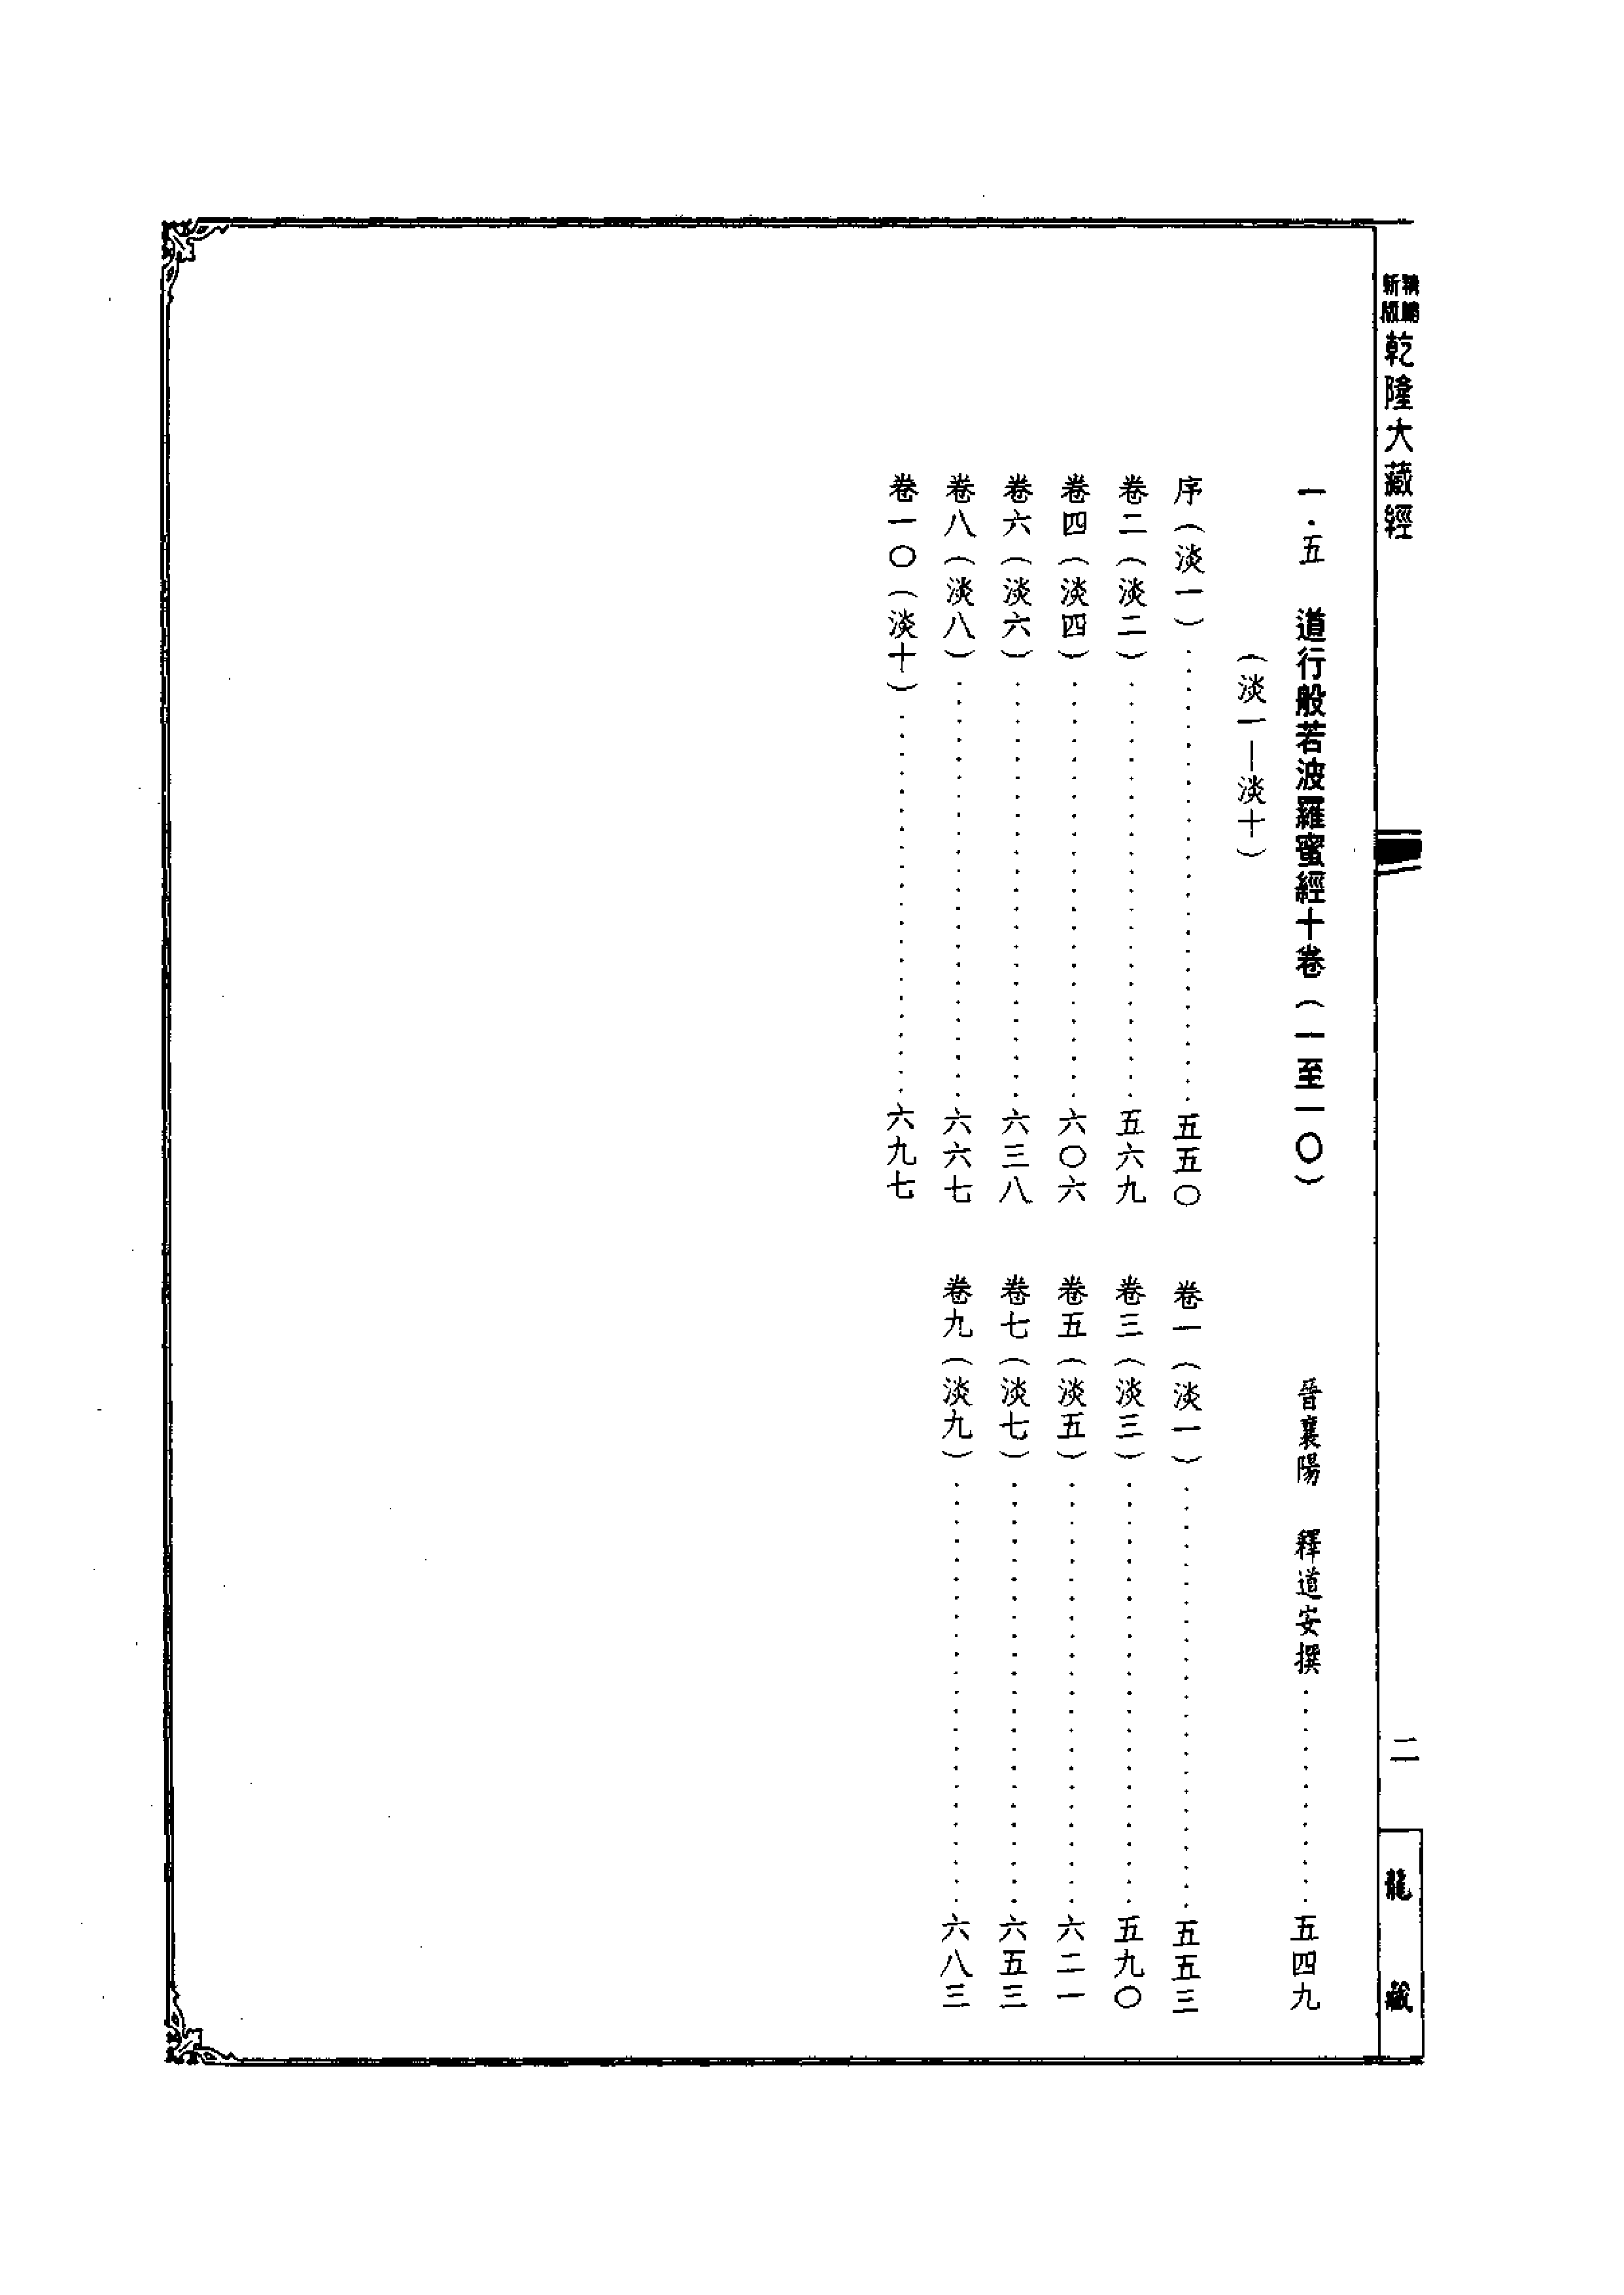 新版
乾隆大藏經
二
龍藏
一·五　道行般若波羅蜜經十卷（一至一〇）　晉襄陽　釋道安撰…………五四九
（淡一—淡十）
序（淡一）…………五五〇　卷一（淡一）…………五五三
卷二（淡二）…………五六九　卷三（淡三）…………五九〇
卷四（淡四）…………六〇六　卷五（淡五）…………六二一
卷六（淡六）…………六三八　卷七（淡七）…………六五三
卷八（淡八）…………六六七　卷九（淡九）…………六八三
卷一〇（淡十）…………六九七